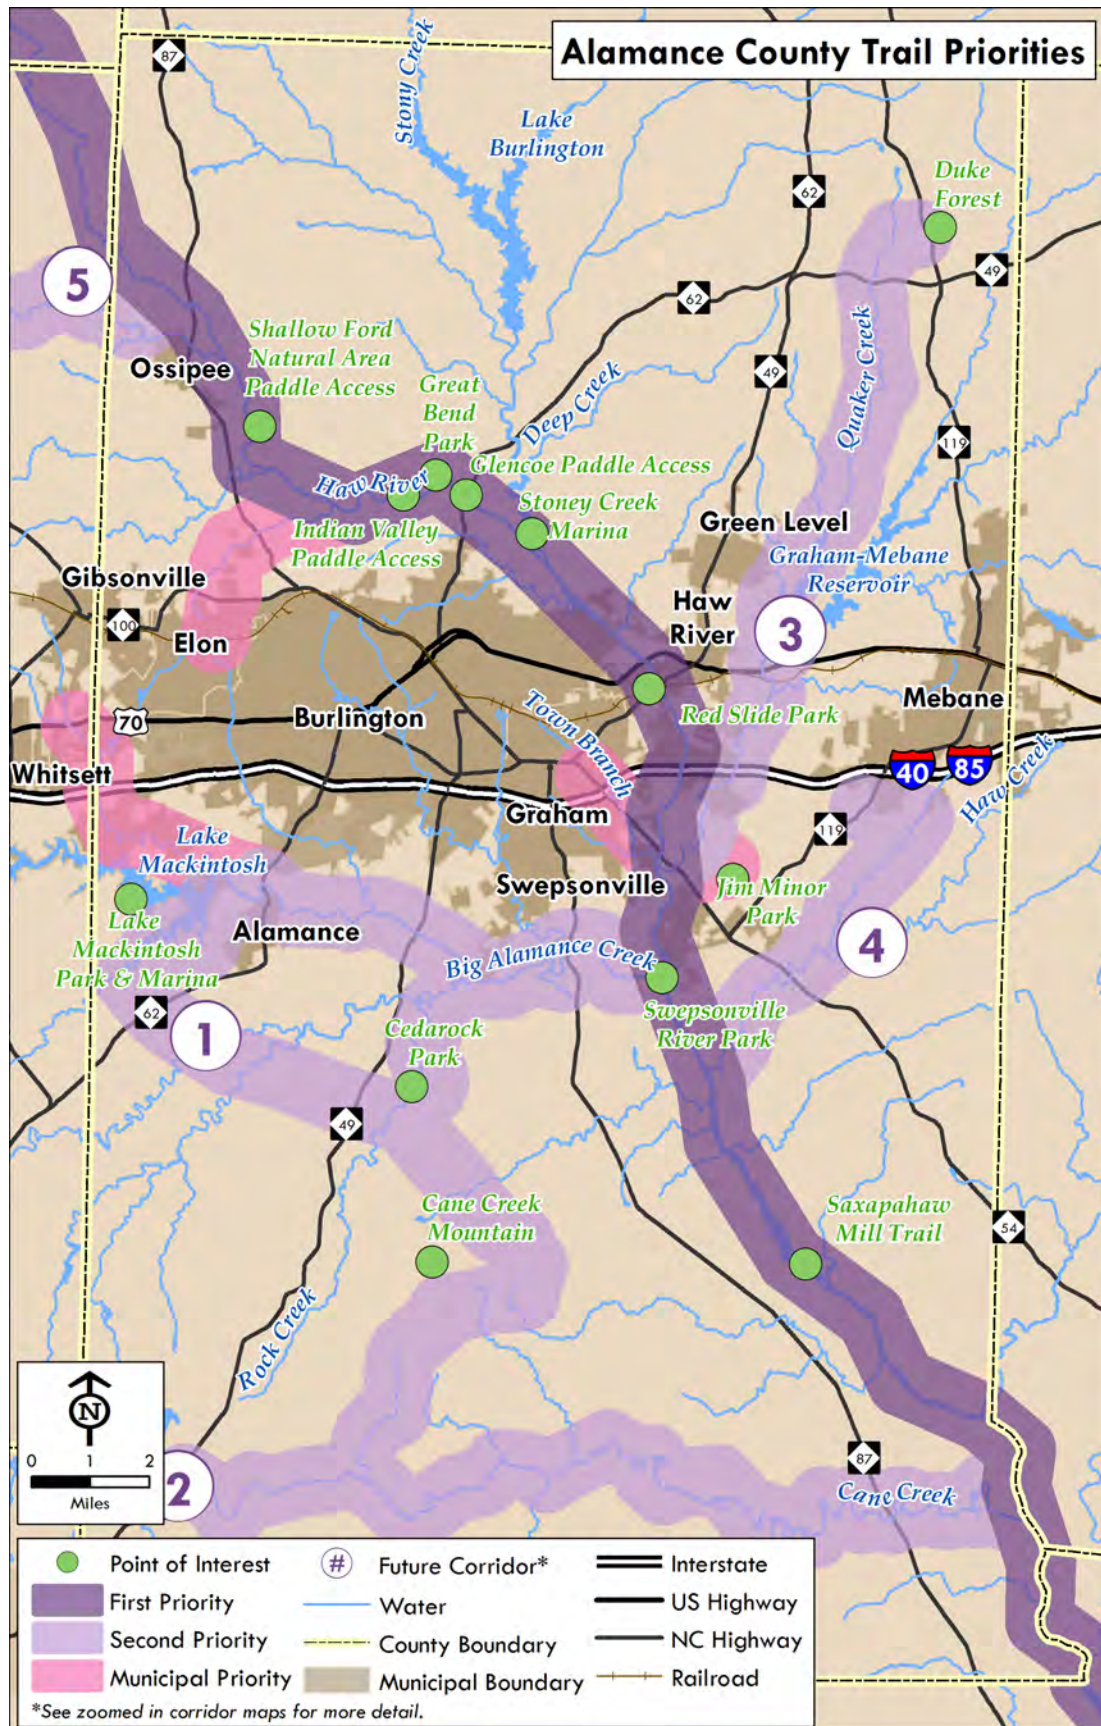 Alamance County Trail Priorities
87
Stony Creek
Lake
Burlington
62
Duke
Forest
49
5
62
Shallow Ford
Natural Area
Paddle Access
Ossipee
Great
Bend
Park
Deep Creek
49
Quaker Creek
119
Haw River
Glencoe Paddle Access
Stoney Creek
Marina
Indian Valley
Paddle Access
Green Level
Graham-Mebane
Reservoir
Gibsonville
100
Elon
Haw
River
3
Mebane
70
Burlington
Town Branch
Red Slide Park
Whitsett
40
85
Haw Creek
Graham
119
Lake
Mackintosh
Swepsonville
Jim Minor
Park
Lake
Mackintosh
Park & Marina
Alamance
Big Alamance Creek
4
62
1
Cedarock
Park
Swepsonville
River Park
49
Cane Creek
Mountain
Saxapahaw
Mill Trail
54
Rock Creek
N
0 1 2
Miles
2
87
Cane Creek
Point of Interest
First Priority
Second Priority
Municipal Priority
# Future Corridor*
Water
County Boundary
Municipal Boundary
Interstate
US Highway
NC Highway
Railroad
*See zoomed in corridor maps for more detail.